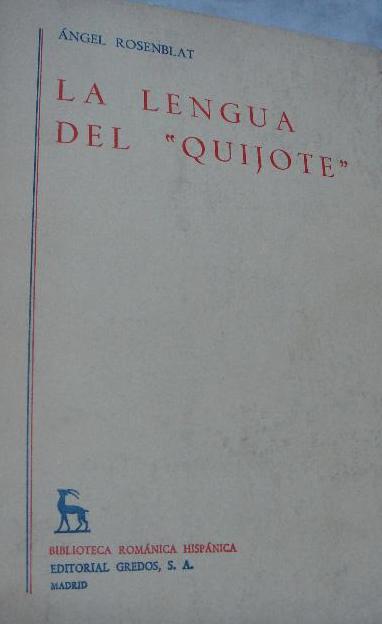 ÁNGEL ROSENBLAT
LA LENGUA
DEL "QUIJOTE"
BIBLIOTECA ROMÁNICA HISPÁNICA
EDITORIAL GREDOS, S. A.
MADRID